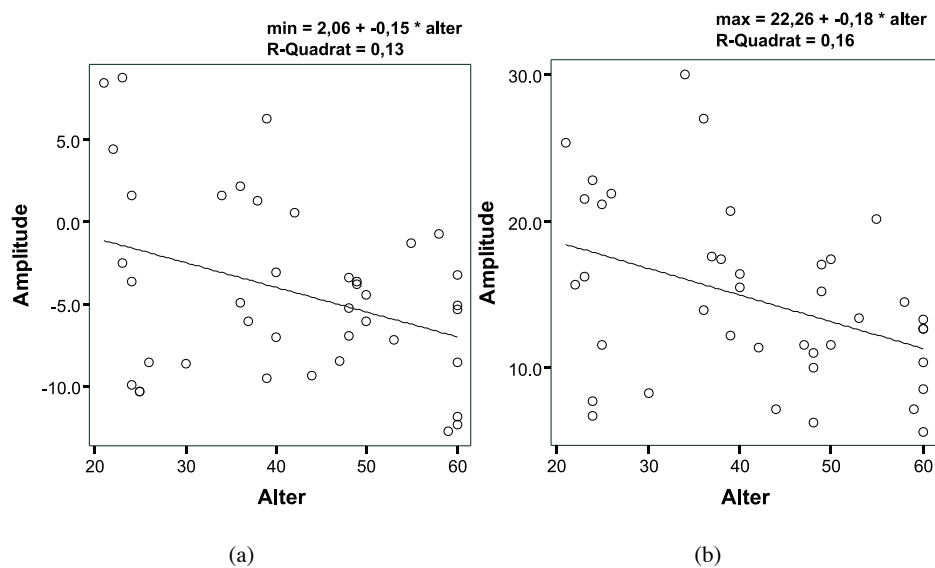 min = 2,06 + -0,15 * alter
R-Quadrat = 0,13
5.0
0.0
-5.0
-10.0
Amplitude
20
30
40
50
60
Alter
(a)
max = 22,26 + -0,18 * alter
R-Quadrat = 0,16
30.0
20.0
10.0
Amplitude
20
30
40
50
60
Alter
(b)